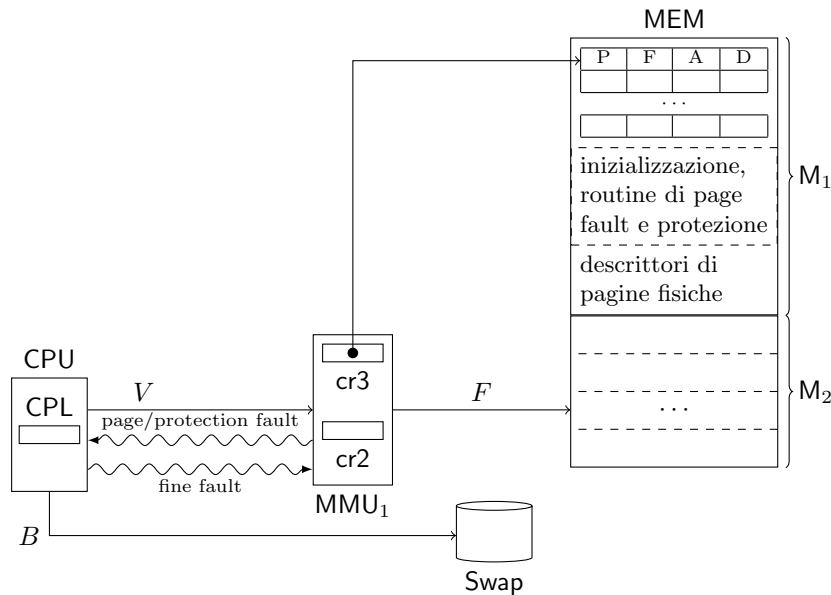 MEM
P F A D
...
inizializzazione,
routine di page
fault e protezione
M1
descrittori di
pagine fisiche
CPU
CPL
V
page/protection fault
fine fault
cr3
cr2
MMU1
F
...
M2
B
Swap